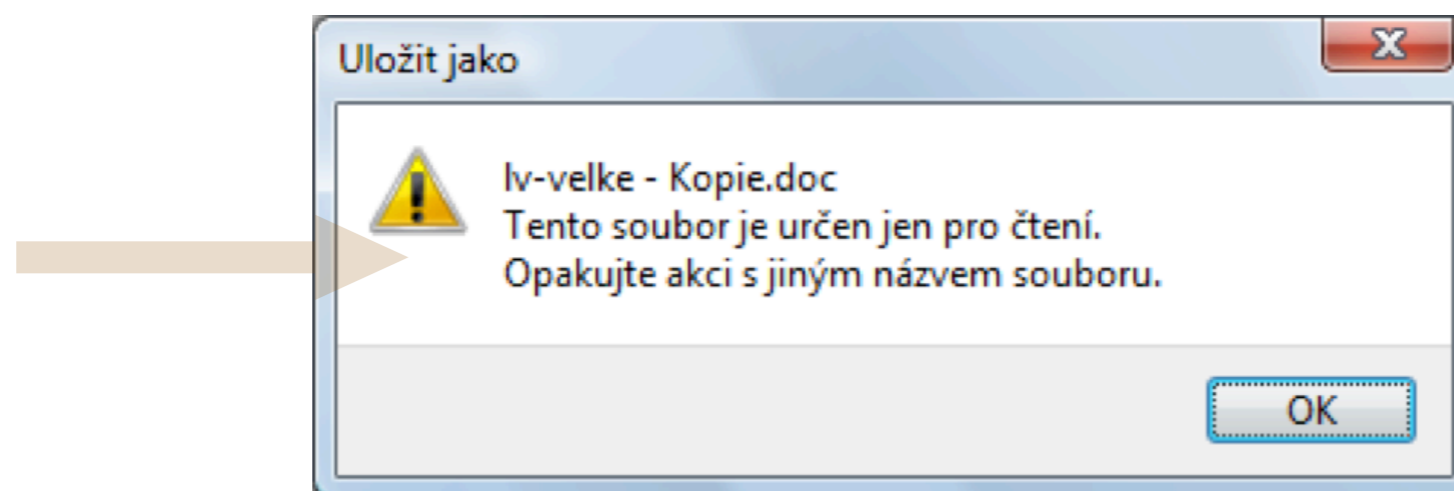 Uložit jako
lv-velke - Kopie.doc
Tento soubor je určen jen pro čtení.
Opakujte akci s jiným názvem souboru.
OK